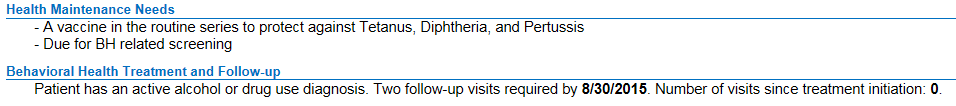 Health Maintenance Needs
- A vaccine in the routine series to protect against Tetanus, Diphtheria, and Pertussis
- Due for BH related screening
Behavioral Health Treatment and Follow-up
Patient has an active alcohol or drug use diagnosis. Two follow-up visits required by 8/30/2015. Number of visits since treatment initiation: 0.